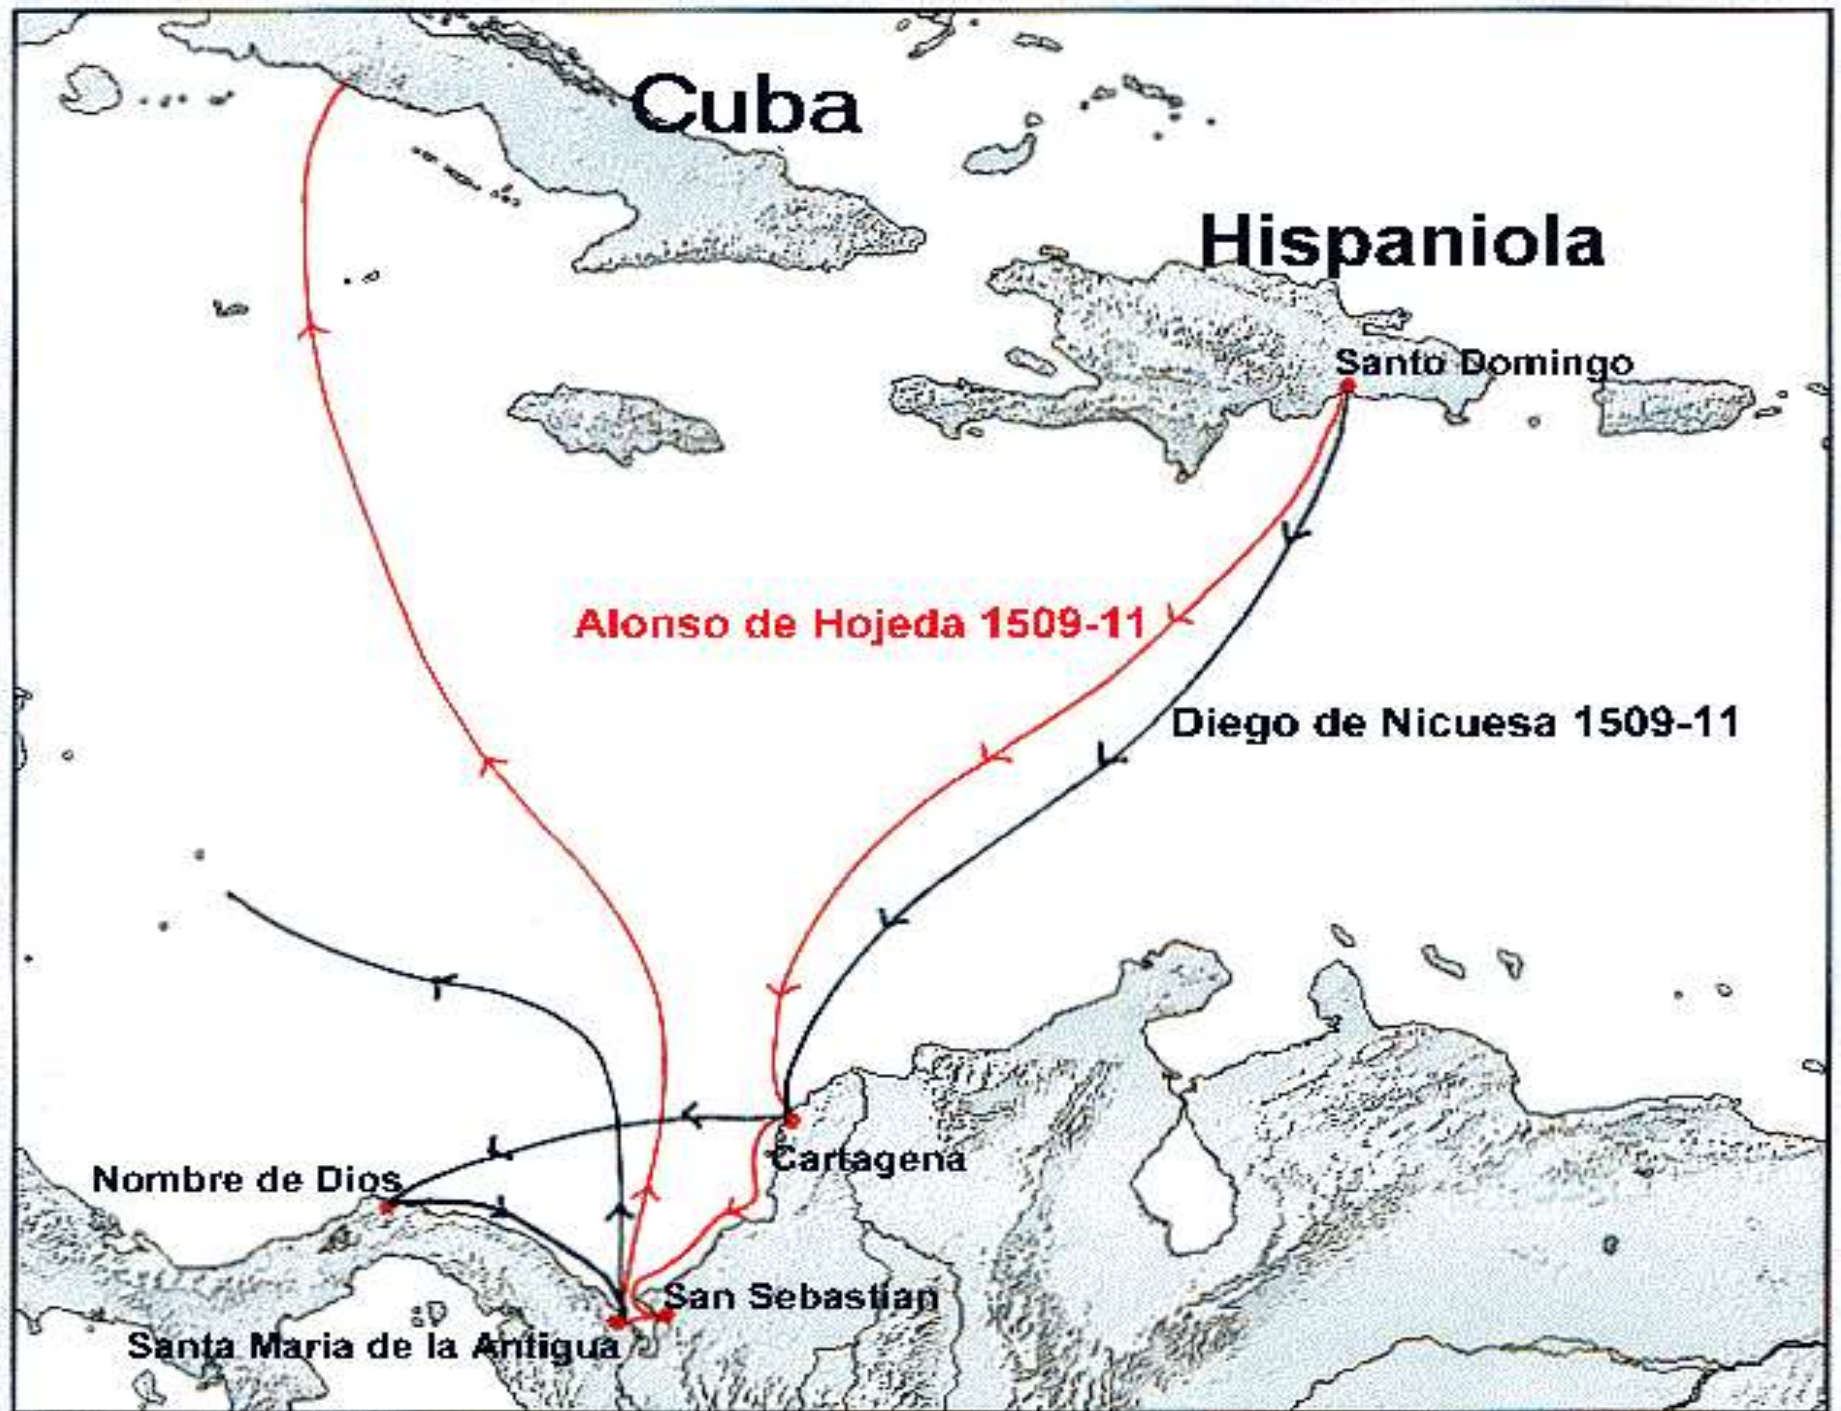 Cuba
Hispaniola
Santo Domingo
Alonso de Hojeda 1509-11
Diego de Nicuesa 1509-11
Cartagena
Nombre de Dios
San Sebastian
Santa Maria de la Antigua